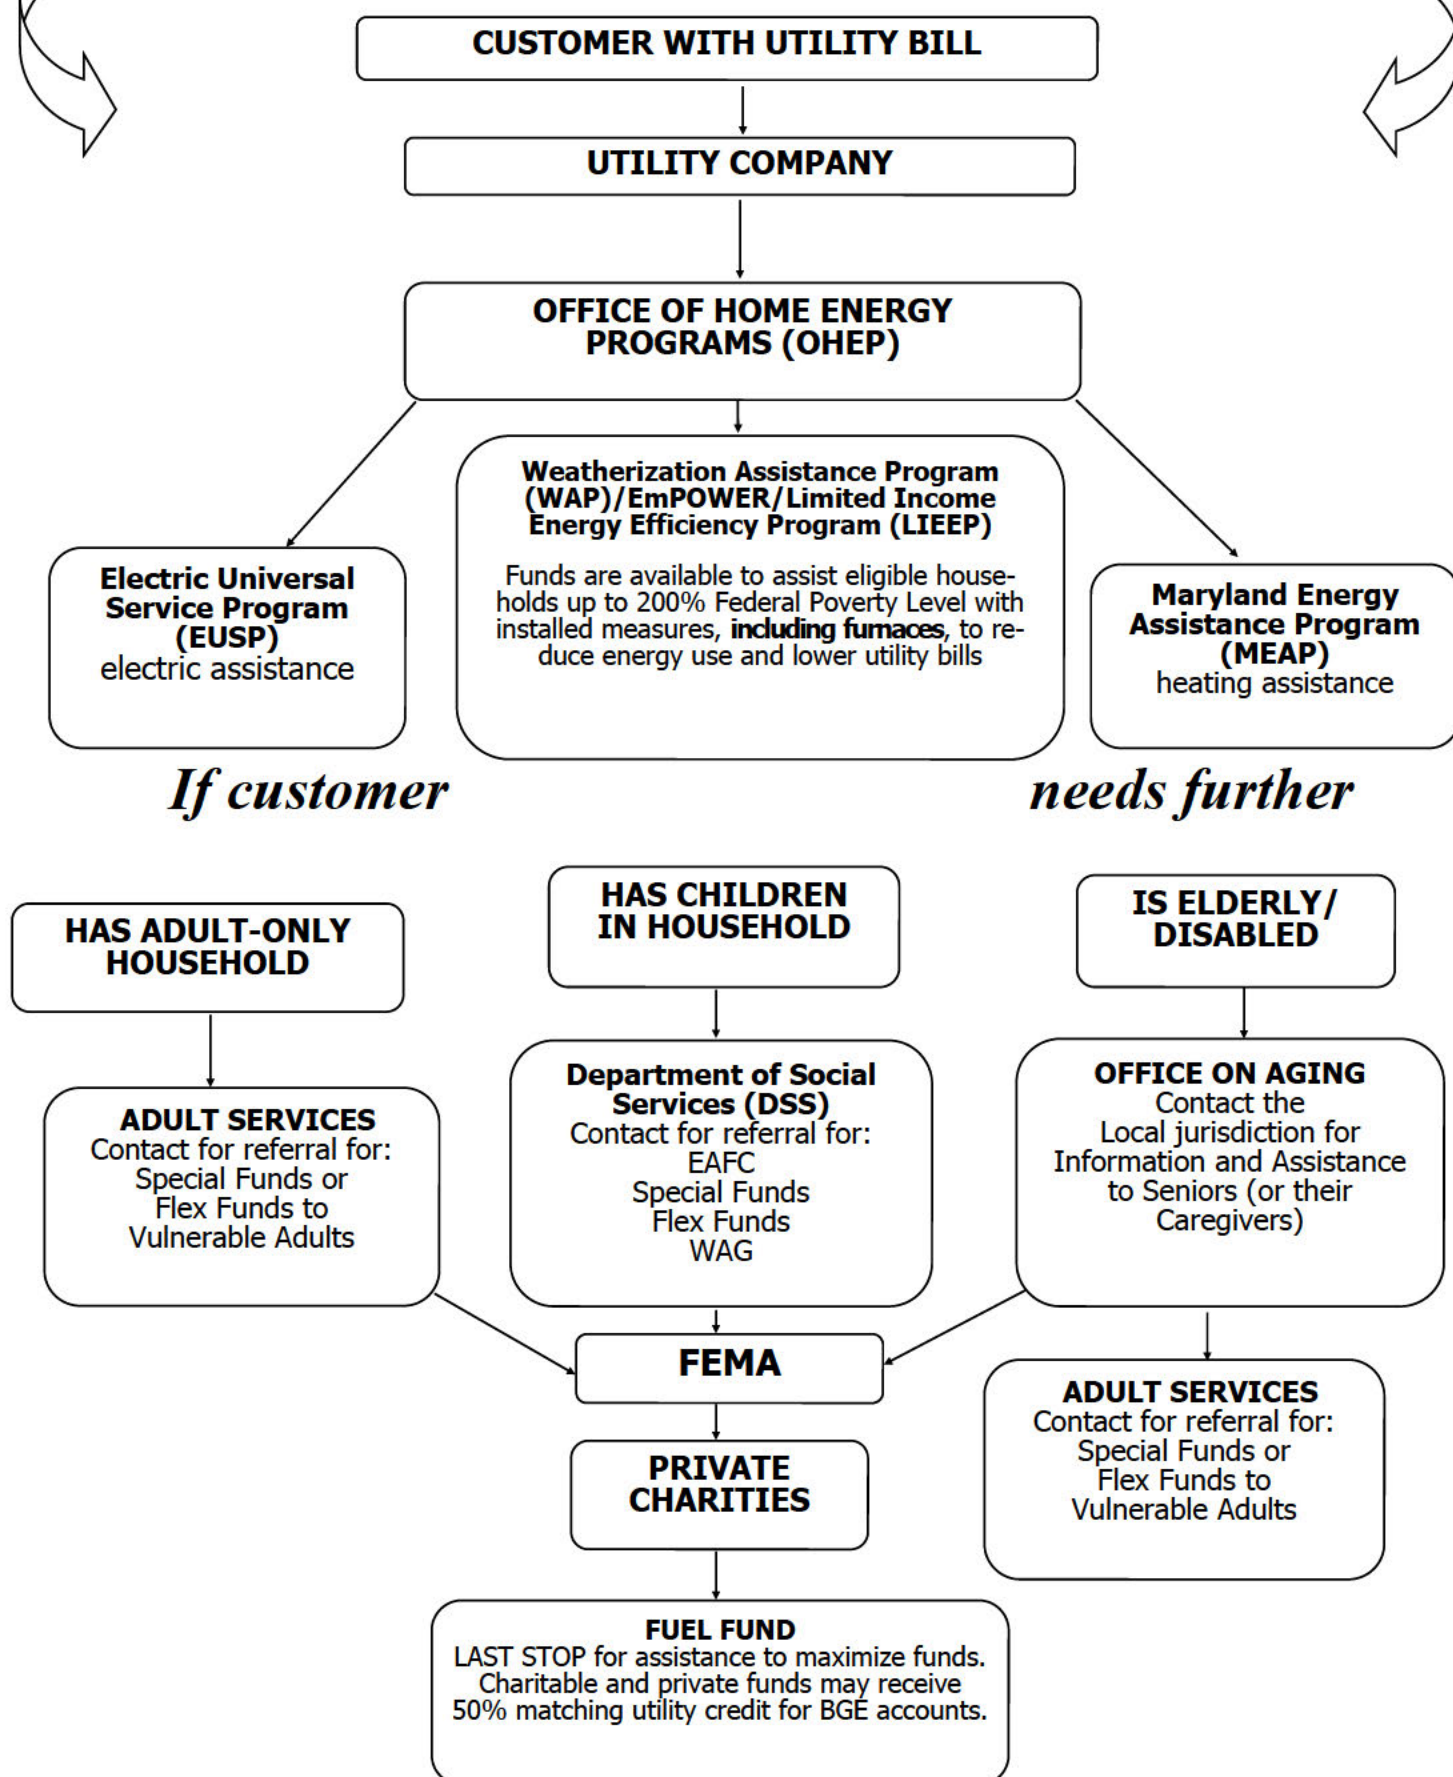 CUSTOMER WITH UTILITY BILL
UTILITY COMPANY
OFFICE OF HOME ENERGY
PROGRAMS (OHEP)
Electric Universal
Service Program
(EUSP)
electric assistance
Weatherization Assistance Program
(WAP)/EmPOWER/Limited Income
Energy Efficiency Program (LIEEP)
Funds are available to assist eligible house-
holds up to 200% Federal Poverty Level with
installed measures, including furnaces, to re-
duce energy use and lower utility bills
Maryland Energy
Assistance Program
(MEAP)
heating assistance
If customer needs further
HAS ADULT-ONLY
HOUSEHOLD
HAS CHILDREN
IN HOUSEHOLD
IS ELDERLY/
DISABLED
ADULT SERVICES
Contact for referral for:
Special Funds or
Flex Funds to
Vulnerable Adults
Department of Social
Services (DSS)
Contact for referral for:
EAFC
Special Funds
Flex Funds
WAG
OFFICE ON AGING
Contact the
Local jurisdiction for
Information and Assistance
to Seniors (or their
Caregivers)
FEMA
ADULT SERVICES
Contact for referral for:
Special Funds or
Flex Funds to
Vulnerable Adults
PRIVATE
CHARITIES
FUEL FUND
LAST STOP for assistance to maximize funds.
Charitable and private funds may receive
50% matching utility credit for BGE accounts.